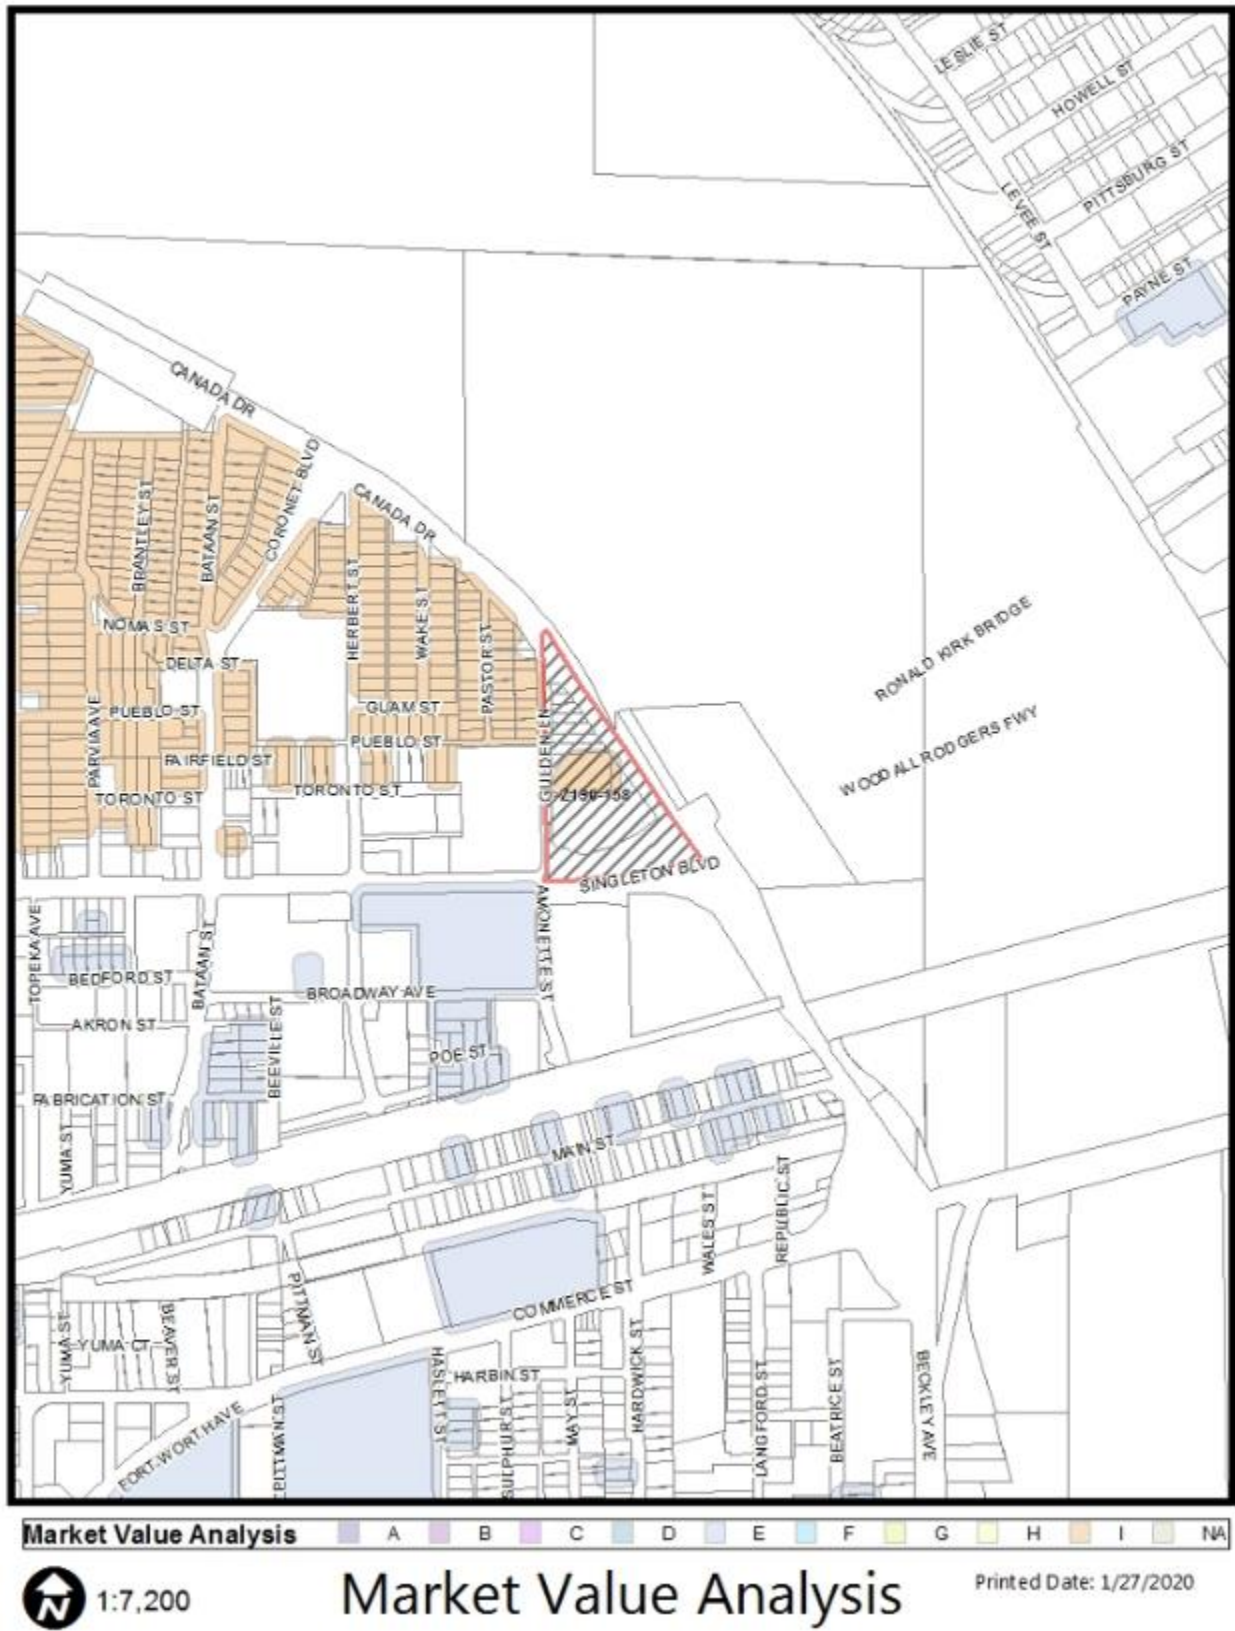 LESLIE ST
HOWELL ST
PITTSBURG ST
LEVEE ST
PAYNE ST
CANADA DR
CORONET BLVD
CANADA DR
BRANTLEY ST
BATAAN ST
HERBERT ST
WAKE ST
PASTOR ST
NOMAS ST
DELTA ST
RONALD KIRK BRIDGE
PARVIA AVE
PUEBLO ST
GUAM ST
GULDEN LN
PUEBLO ST
WOODALL RODGERS FWY
FAIRFIELD ST
TORONTO ST
TORONTO ST
SINGLETON BLVD
TOPEKA AVE
AMONETTE ST
BATAAN ST
BEDFORD ST
BROADWAY AVE
AKRON ST
BEEVILLE ST
POE ST
FABRICATION ST
YUMA ST
MAIN ST
WALES ST
REPUBLIC ST
PITTMAN ST
COMMERCE ST
YUMA ST
YUMA CT
BEAVER ST
HASLETT ST
HARBIN ST
HARDWICK ST
LANGFORD ST
BEATRICE ST
BECKLEY AVE
FORT WORTH AVE
PITTMAN ST
SULPHUR ST
MAY ST
Market Value Analysis A B C D E F G H I NA
N 1:7,200
Market Value Analysis
Printed Date: 1/27/2020